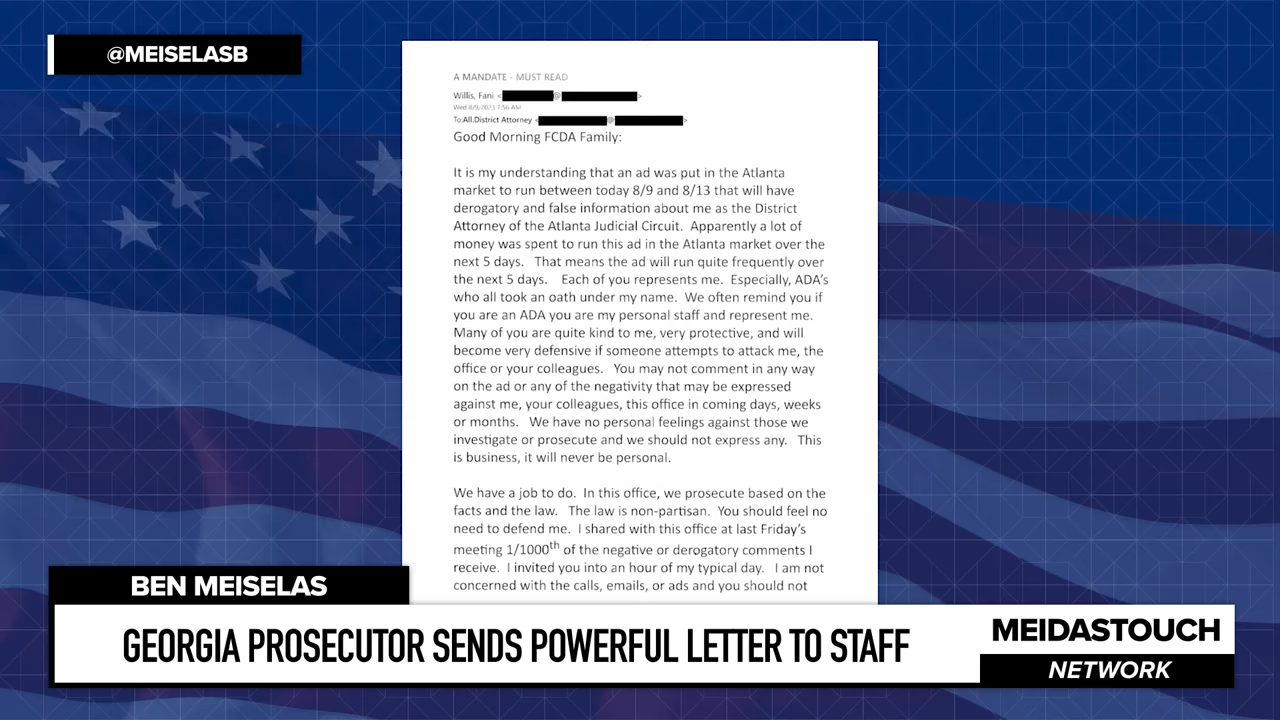 @MEISELASB
A MANDATE - MUST READ
Willis, Fani < @ >
Wed 8/9/2023 7:56 AM
To: All.District Attorney < @ >
Good Morning FCDA Family:
It is my understanding that an ad was put in the Atlanta
market to run between today 8/9 and 8/13 that will have
derogatory and false information about me as the District
Attorney of the Atlanta Judicial Circuit. Apparently a lot of
money was spent to run this ad in the Atlanta market over the
next 5 days. That means the ad will run quite frequently over
the next 5 days. Each of you represents me. Especially, ADA's
who all took an oath under my name. We often remind you if
you are an ADA you are my personal staff and represent me.
Many of you are quite kind to me, very protective, and will
become very defensive if someone attempts to attack me, the
office or your colleagues. You may not comment in any way
on the ad or any of the negativity that may be expressed
against me, your colleagues, this office in coming days, weeks
or months. We have no personal feelings against those we
investigate or prosecute and we should not express any. This
is business, it will never be personal.
We have a job to do. In this office, we prosecute based on the
facts and the law. The law is non-partisan. You should feel no
need to defend me. I shared with this office at last Friday's
meeting 1/1000th of the negative or derogatory comments I
receive. I invited you into an hour of my typical day. I am not
concerned with the calls, emails, or ads and you should not
BEN MEISELAS
GEORGIA PROSECUTOR SENDS POWERFUL LETTER TO STAFF
MEIDASTOUCH
NETWORK